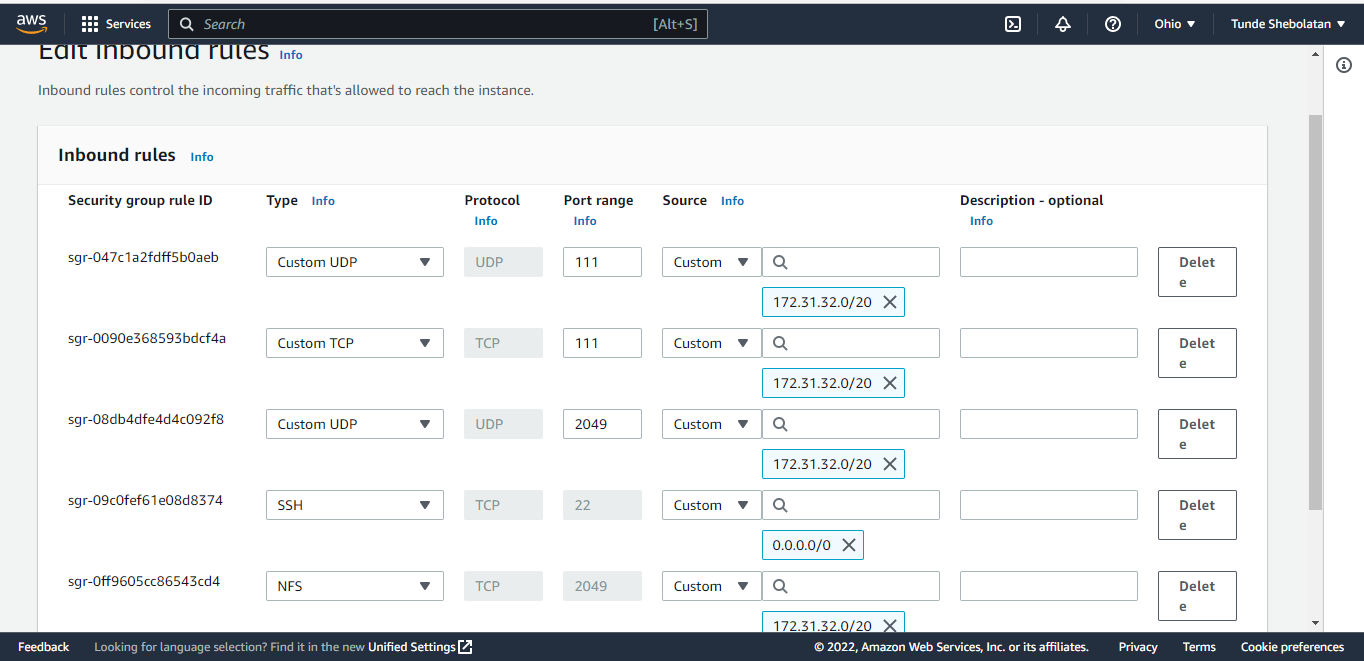 aws Services Search [Alt+S] Ohio Tunde Shebolatan
Edit inbound rules Info
Inbound rules control the incoming traffic that's allowed to reach the instance.
Inbound rules Info
Security group rule ID Type Info Protocol Port range Source Info Description - optional
Info Info Info
sgr-047c1a2fdff5b0aeb Custom UDP UDP 111 Custom Delet
e
172.31.32.0/20
sgr-0090e368593bdcf4a Custom TCP TCP 111 Custom Delet
e
172.31.32.0/20
sgr-08db4dfe4d4c092f8 Custom UDP UDP 2049 Custom Delet
e
172.31.32.0/20
sgr-09c0fef61e08d8374 SSH TCP 22 Custom Delet
e
0.0.0.0/0
sgr-0ff9605cc86543cd4 NFS TCP 2049 Custom Delet
e
172.31.32.0/20
Feedback Looking for language selection? Find it in the new Unified Settings © 2022, Amazon Web Services, Inc. or its affiliates. Privacy Terms Cookie preferences